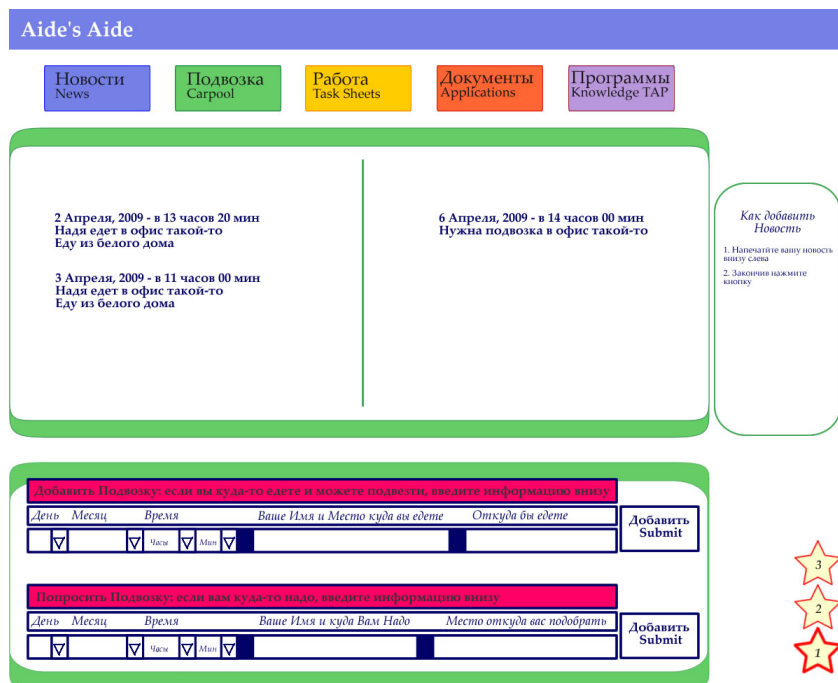 Aide's Aide
Новости
News
Подвозка
Carpool
Работа
Task Sheets
Документы
Applications
Программы
Knowledge TAP
2 Апреля, 2009 - в 13 часов 20 мин
Надя едет в офис такой-то
Еду из белого дома
3 Апреля, 2009 - в 11 часов 00 мин
Надя едет в офис такой-то
Еду из белого дома
6 Апреля, 2009 - в 14 часов 00 мин
Нужна подвозка в офис такой-то
Как добавить
Новость
1. Напечатйте вашу новость
внизу слева
2. Закончив нажмите
кнопку
Добавить Подвозку: если вы куда-то едете и можете подвезти, введите информацию внизу
День Месяц Время Ваше Имя и Место куда вы едете Откуда бы едете
Часы Мин
Добавить
Submit
Попросить Подвозку: если вам куда-то надо, введите информацию внизу
День Месяц Время Ваше Имя и куда Вам Надо Место откуда вас подобрать
Часы Мин
Добавить
Submit
3
2
1